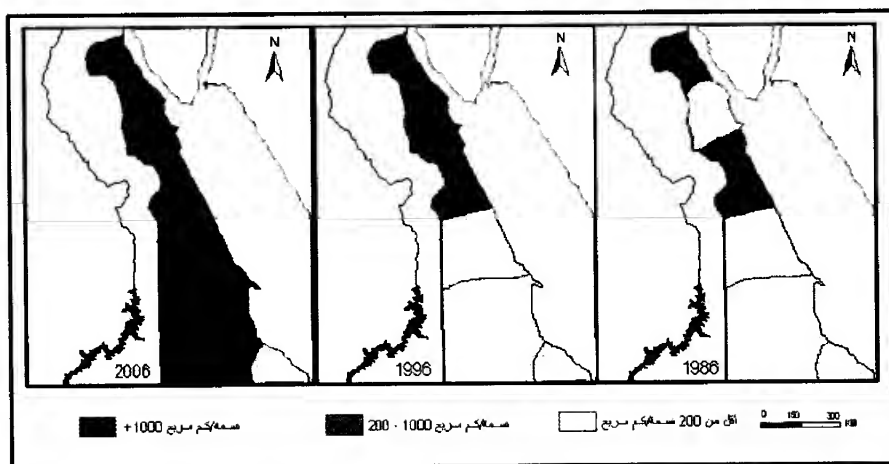 N N N
2006 1996 1986
0 150 300
KM
أقل من 200 نسمة/كم مربع
200 - 1000 نسمة/كم مربع
+1000 نسمة/كم مربع